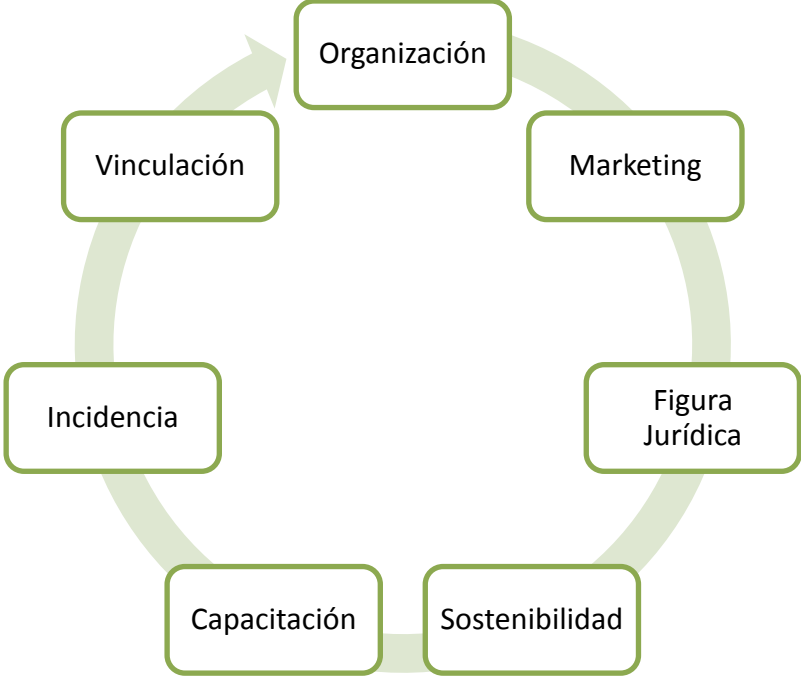 Organización
Marketing
Figura
Jurídica
Sostenibilidad
Capacitación
Incidencia
Vinculación